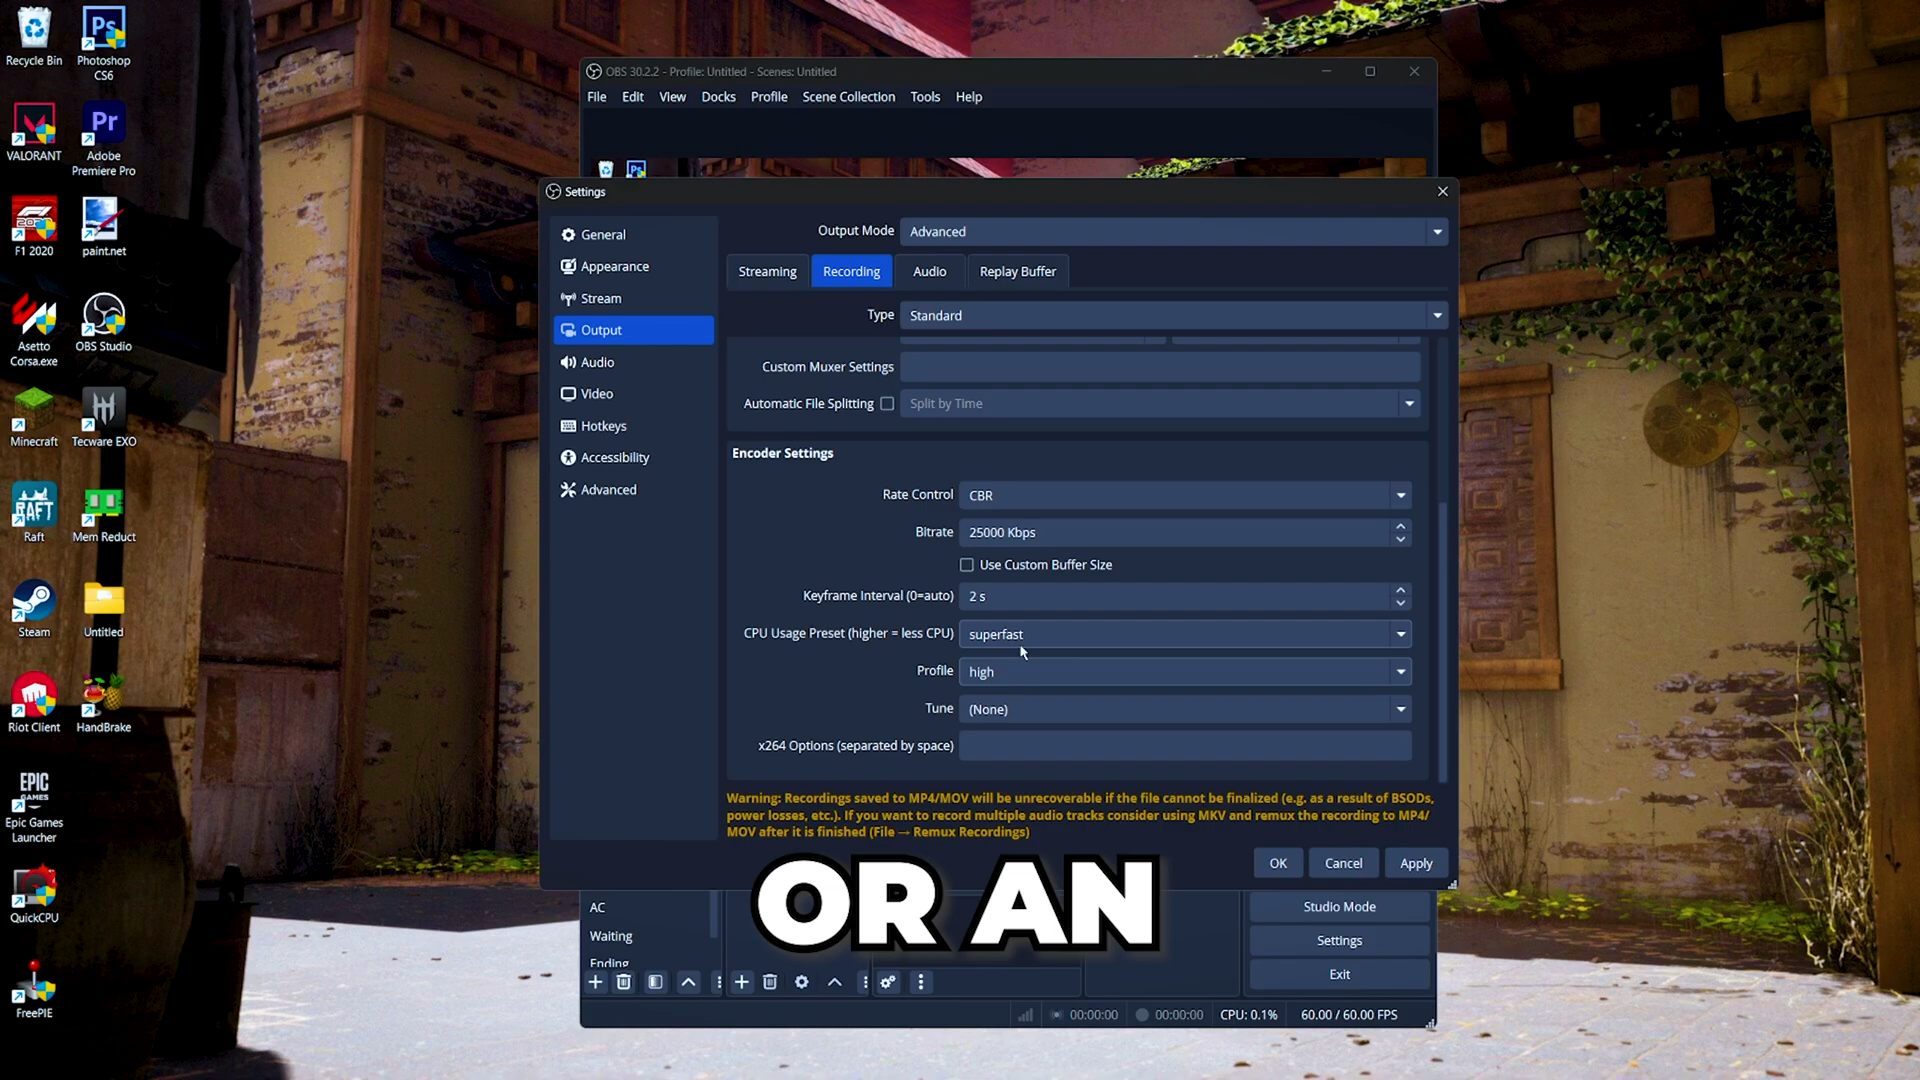 Recycle Bin
Photoshop
CS6
VALORANT
Adobe
Premiere Pro
F1 2020
paint.net
Asetto
Corsa.exe
OBS Studio
Minecraft
Tecware EXO
Raft
Mem Reduct
Steam
Untitled
Riot Client
HandBrake
Epic Games
Launcher
QuickCPU
FreePIE
Ps
Pr
RAFT
EPIC
GAMES
OBS 30.2.2 - Profile: Untitled - Scenes: Untitled
File Edit View Docks Profile Scene Collection Tools Help
Settings
General
Appearance
Stream
Output
Audio
Video
Hotkeys
Accessibility
Advanced
Output Mode Advanced
Streaming Recording Audio Replay Buffer
Type Standard
Custom Muxer Settings
Automatic File Splitting Split by Time
Encoder Settings
Rate Control CBR
Bitrate 25000 Kbps
Use Custom Buffer Size
Keyframe Interval (0=auto) 2 s
CPU Usage Preset (higher = less CPU) superfast
Profile high
Tune (None)
x264 Options (separated by space)
Warning: Recordings saved to MP4/MOV will be unrecoverable if the file cannot be finalized (e.g. as a result of BSODs,
power losses, etc.). If you want to record multiple audio tracks consider using MKV and remux the recording to MP4/
MOV after it is finished (File → Remux Recordings)
OK Cancel Apply
OR AN
AC
Waiting
Ending
Studio Mode
Settings
Exit
00:00:00 00:00:00 CPU: 0.1% 60.00 / 60.00 FPS